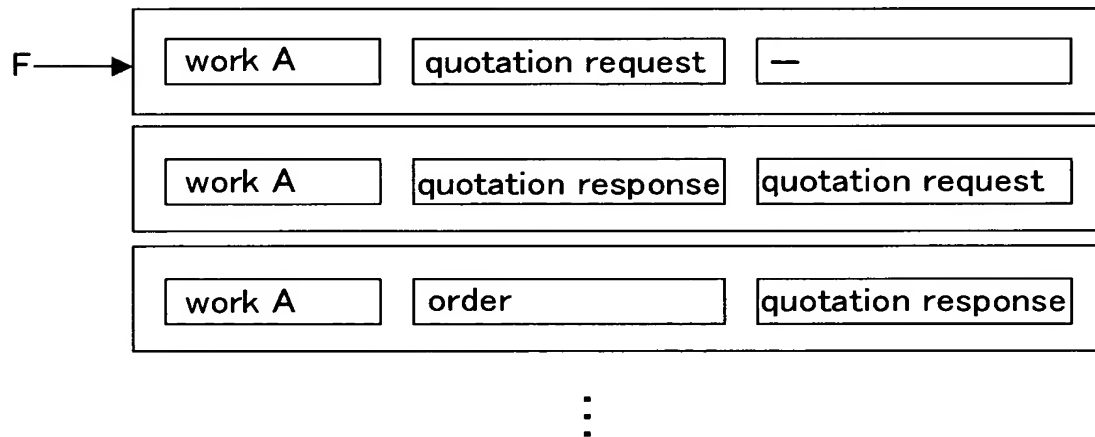 F
work A quotation request —
work A quotation response quotation request
work A order quotation response
⋮